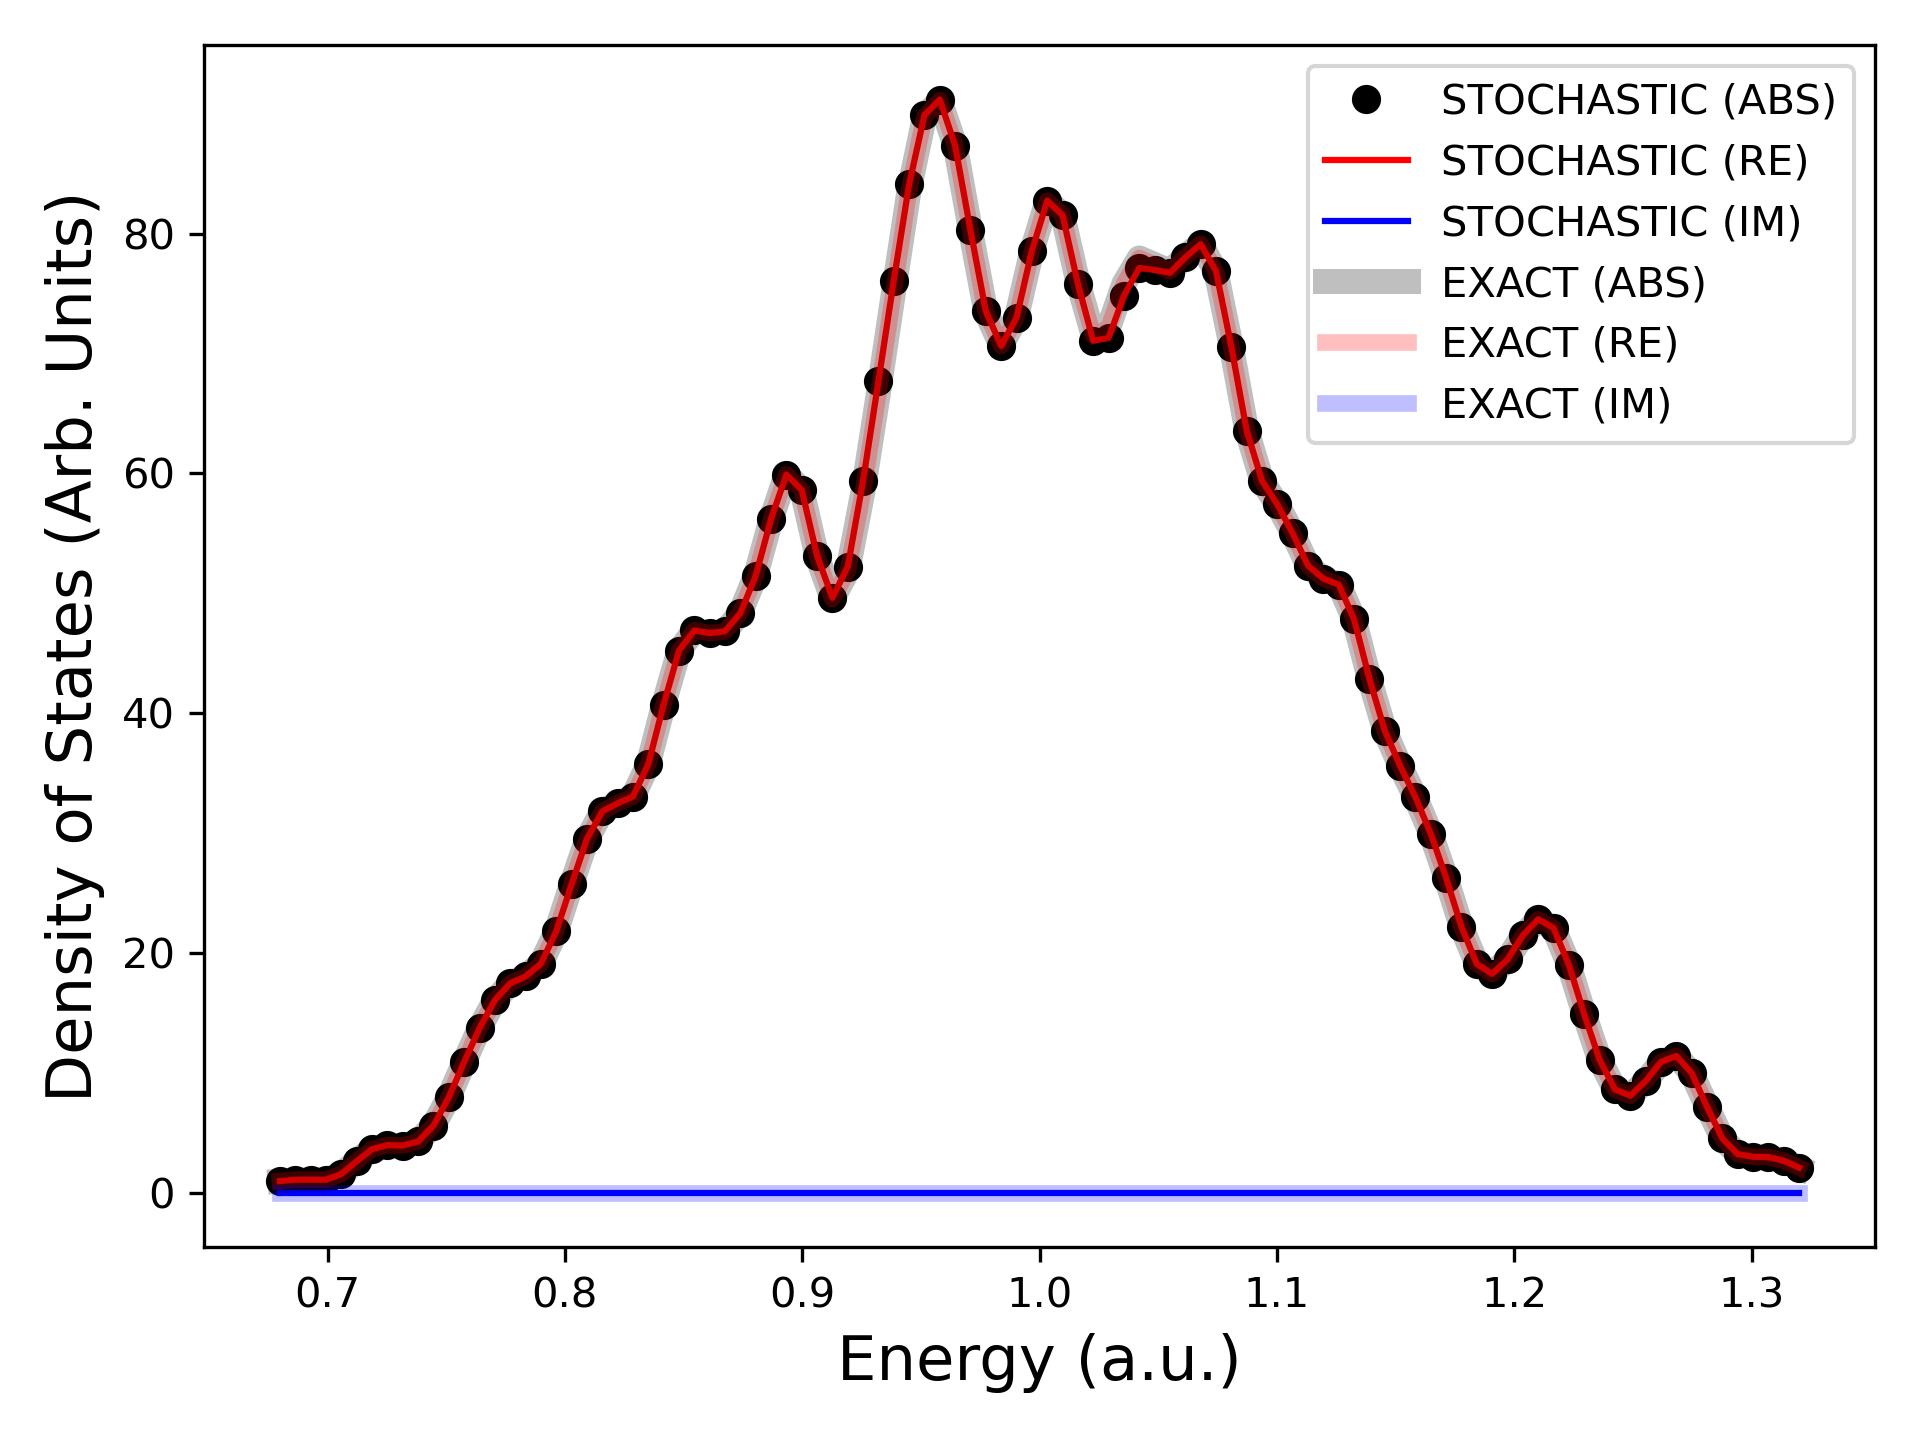 STOCHASTIC (ABS)
STOCHASTIC (RE)
STOCHASTIC (IM)
EXACT (ABS)
EXACT (RE)
EXACT (IM)
Density of States (Arb. Units)
80
60
40
20
0
0.7 0.8 0.9 1.0 1.1 1.2 1.3
Energy (a.u.)